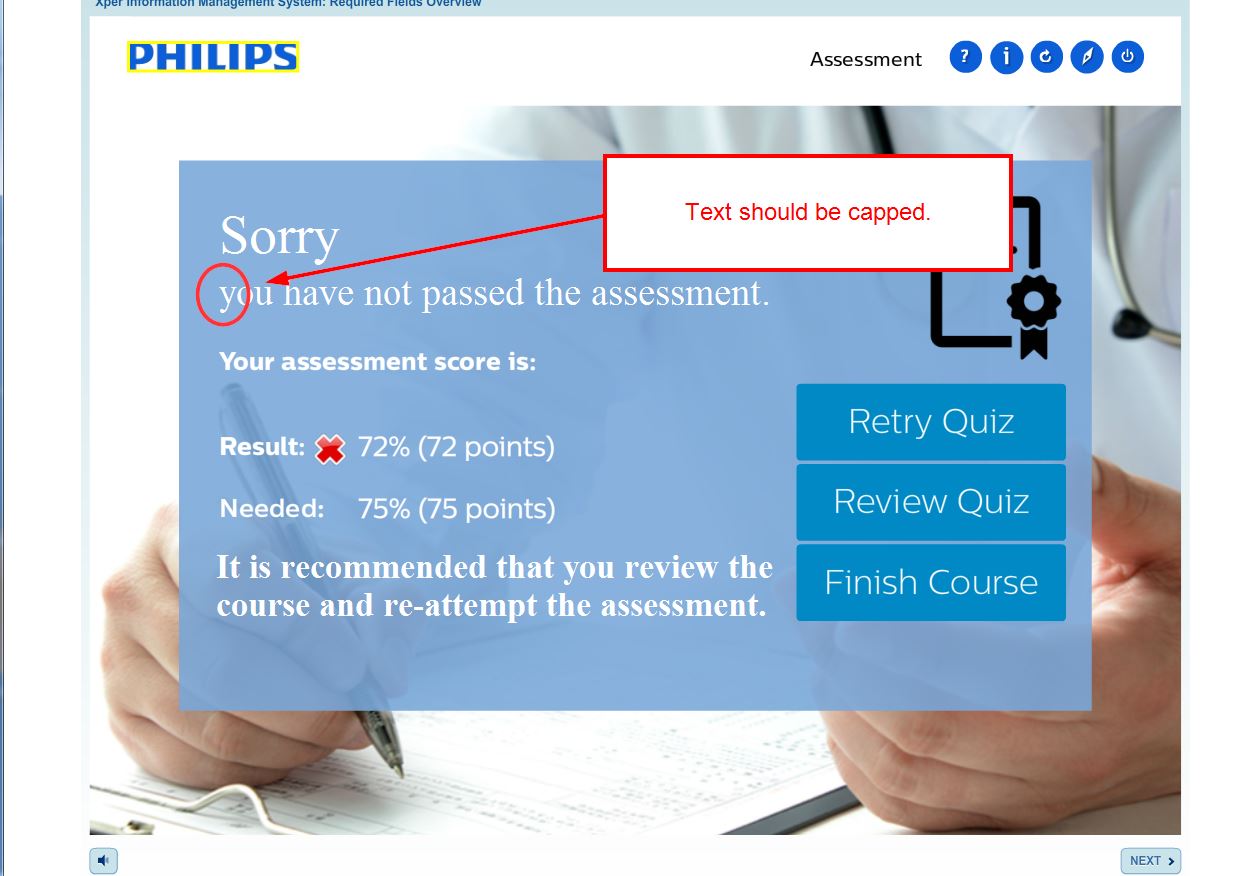 Xper Information Management System: Required Fields Overview
PHILIPS
Assessment
Text should be capped.
Sorry
you have not passed the assessment.
Your assessment score is:
Result: 72% (72 points)
Needed: 75% (75 points)
It is recommended that you review the
course and re-attempt the assessment.
Retry Quiz
Review Quiz
Finish Course
NEXT